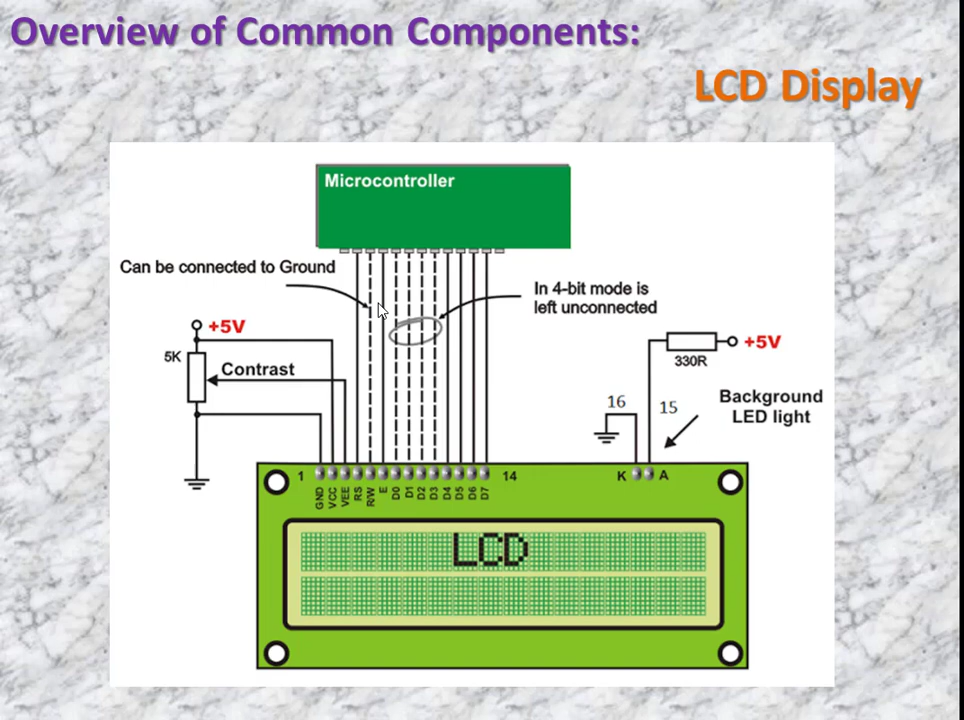 Overview of Common Components:
LCD Display
Microcontroller
Can be connected to Ground
In 4-bit mode is
left unconnected
+5V
5K
Contrast
+5V
330R
Background
LED light
16
15
1
14
K
A
GND
VCC
VEE
RS
R/W
E
D0
D1
D2
D3
D4
D5
D6
D7
LCD